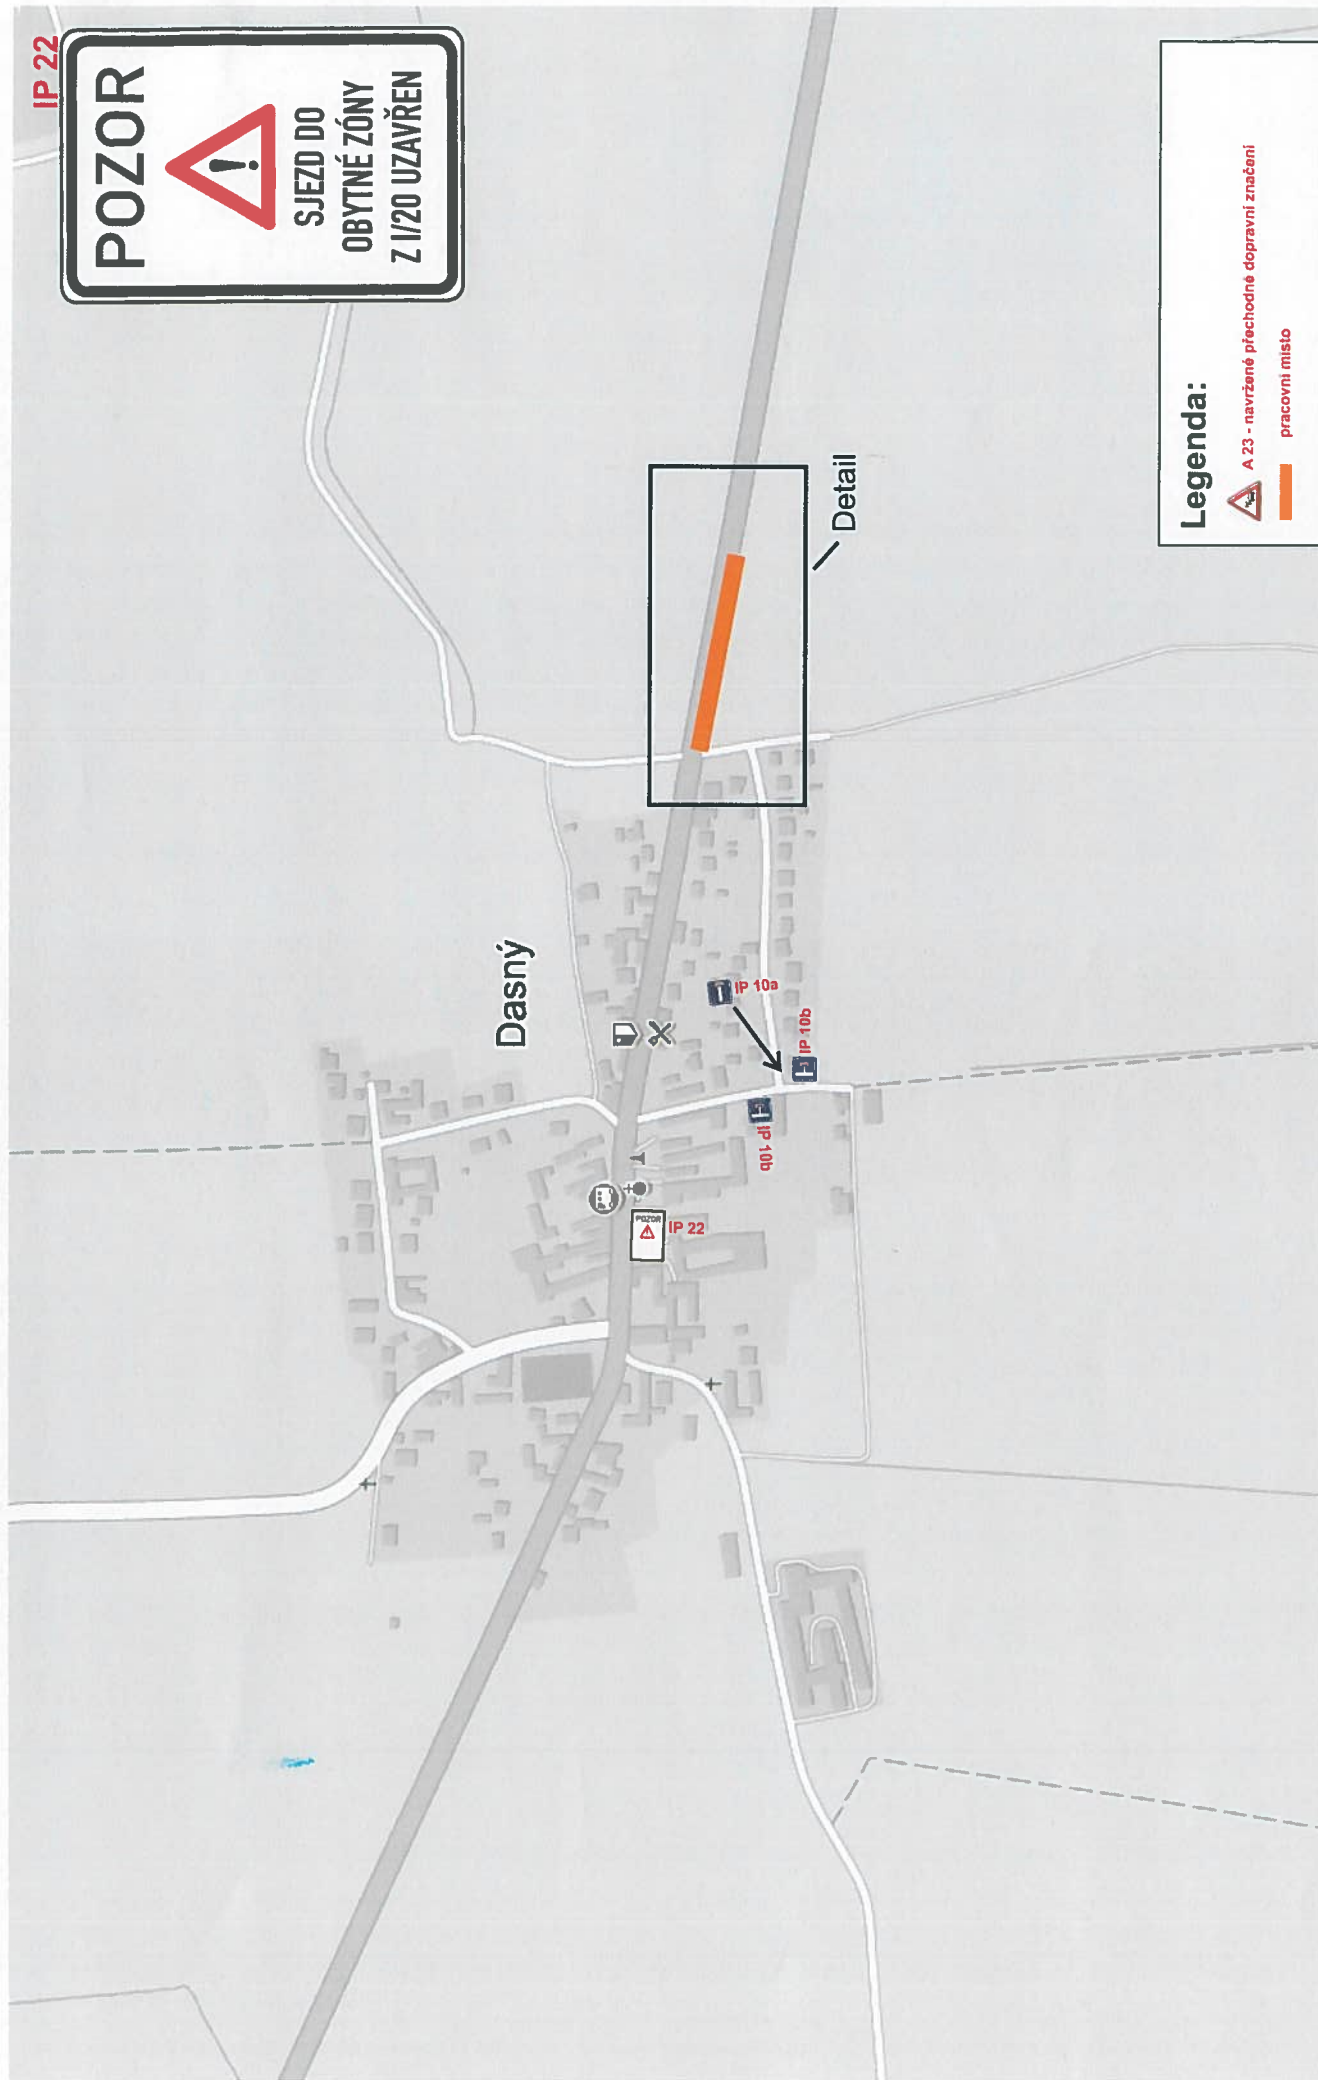 IP 22
POZOR
SJEZD DO
OBYTNÉ ZÓNY
Z I/20 UZAVŘEN
Dasný
Detail
IP 10a
IP 10b
IP 10b
POZOR
IP 22
Legenda:
A 23 - navržené přechodné dopravní značení
pracovní místo